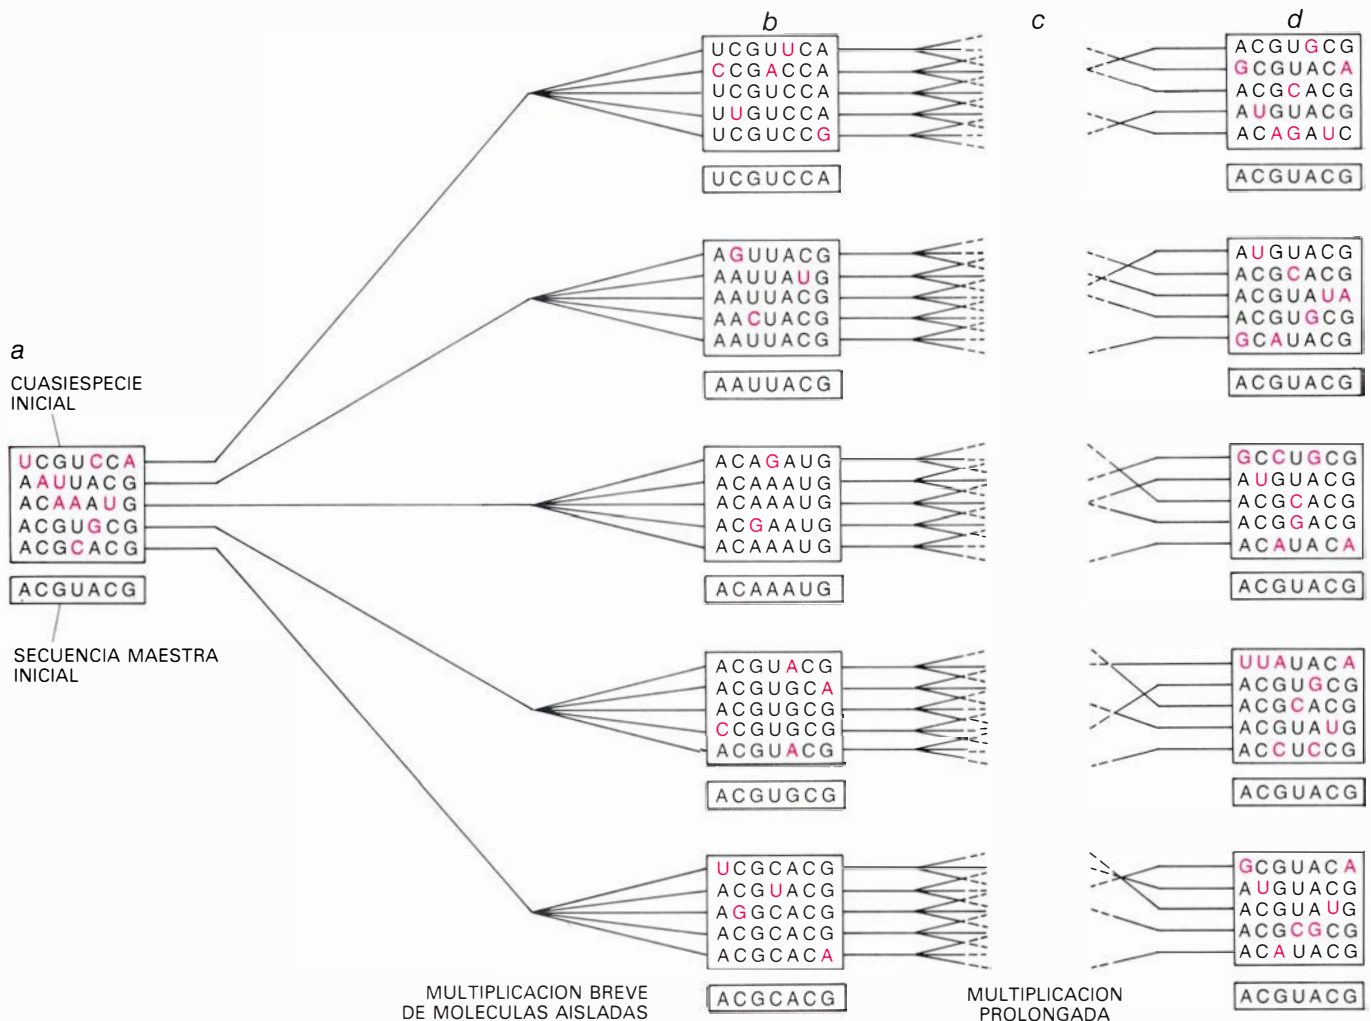 a
CUASIESPECIE
INICIAL
UCGUCCA
AAUUACG
ACAAAUG
ACGUGCG
ACGCACG
ACGUACG
SECUENCIA MAESTRA
INICIAL
b
UCGUUCA
CCGACCA
UCGUCCA
UUGUCCA
UCGUCCG
UCGUCCA
AGUUACG
AAUUAUG
AAUUACG
AACUACG
AAUUACG
AAUUACG
ACAGAUG
ACAAAUG
ACAAAUG
ACGAAUG
ACAAAUG
ACAAAUG
ACGUACG
ACGUGCA
ACGUGCG
CCGUGCG
ACGUACG
ACGUGCG
UCGCACG
ACGUACG
AGGCACG
ACGCACG
ACGCACA
ACGCACG
MULTIPLICACION BREVE
DE MOLECULAS AISLADAS
c
MULTIPLICACION
PROLONGADA
d
ACGUGCG
GCGUACA
ACGCACG
AUGUACG
ACAGAUC
ACGUACG
AUGUACG
ACGCACG
ACGUAUA
ACGUGCG
GCAUACG
ACGUACG
GCCUGCG
AUGUACG
ACGCACG
ACGGACG
ACAUACA
ACGUACG
UUAUACA
ACGUGCG
ACGCACG
ACGUAUG
ACCUCCG
ACGUACG
GCGUACA
AUGUACG
ACGUAUG
ACGCGCG
ACAUACG
ACGUACG